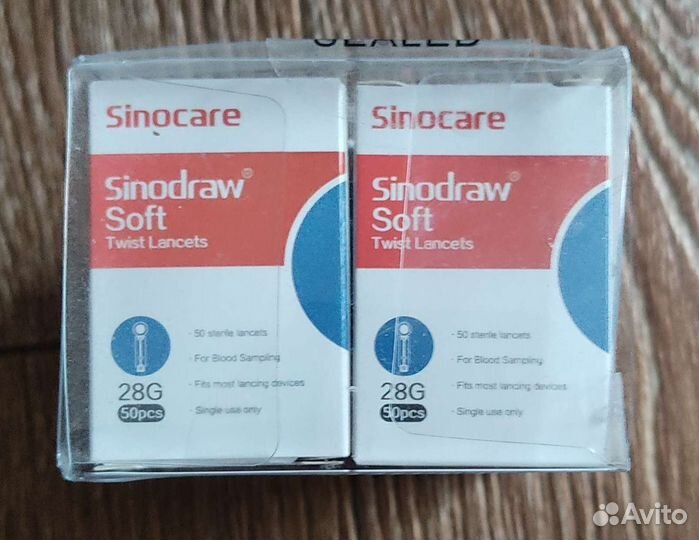 SEALED
Sinocare
Sinodraw®
Soft
Twist Lancets
- 50 sterile lancets
- For Blood Sampling
28G
- Fits most lancing devices
50pcs
- Single use only
Sinocare
Sinodraw®
Soft
Twist Lancets
- 50 sterile lancets
- For Blood Sampling
28G
- Fits most lancing devices
50pcs
- Single use only
Avito